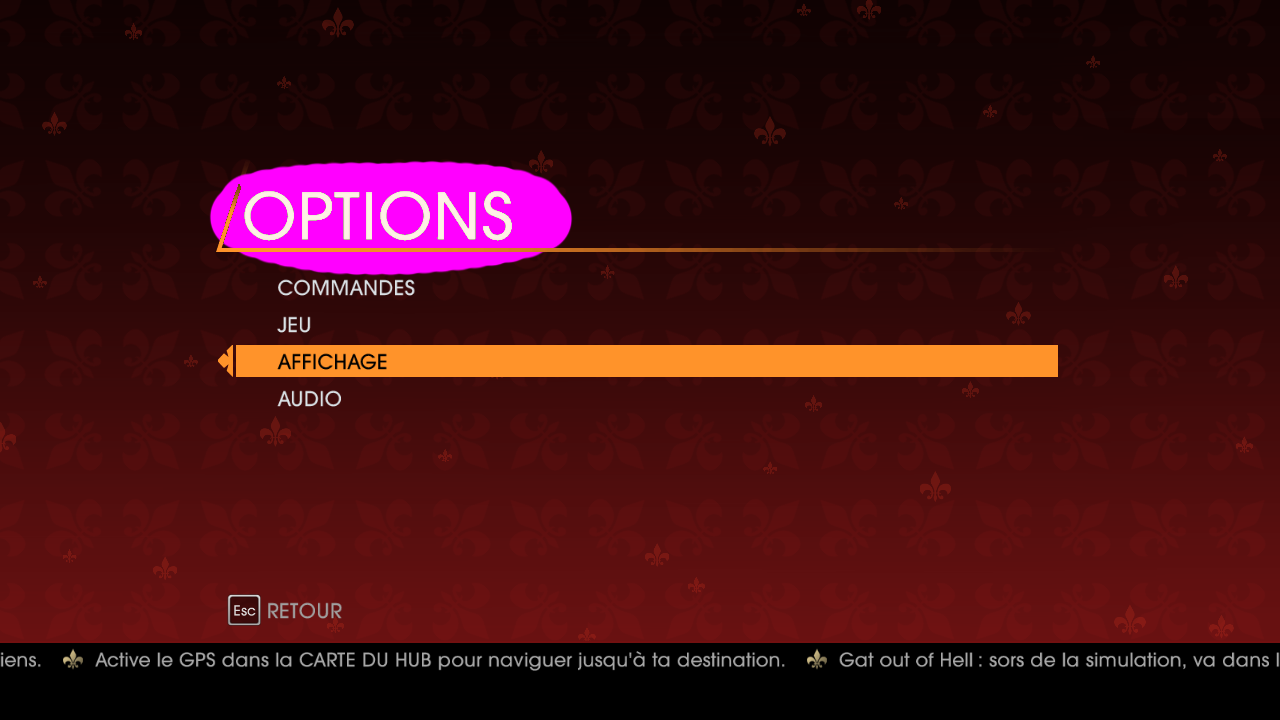 OPTIONS
COMMANDES
JEU
AFFICHAGE
AUDIO
Esc RETOUR
iens. Active le GPS dans la CARTE DU HUB pour naviguer jusqu'à ta destination. Gat out of Hell : sors de la simulation, va dans l